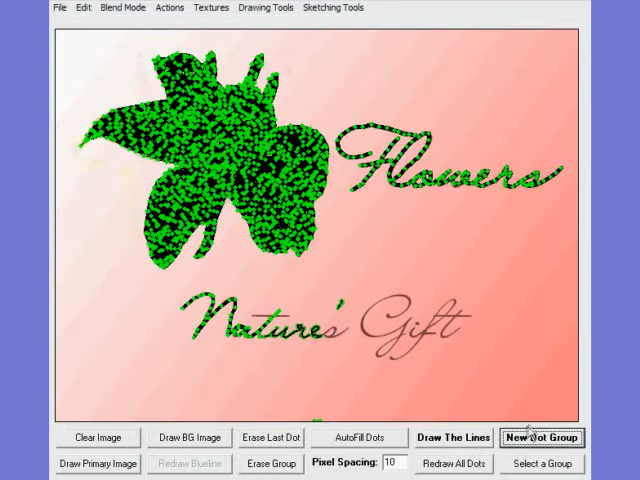 File Edit Blend Mode Actions Textures Drawing Tools Sketching Tools
Flowers
Nature's Gift
Clear Image Draw BG Image Erase Last Dot AutoFill Dots Draw The Lines New Dot Group
Draw Primary Image Redraw Blueline Erase Group Pixel Spacing: 10 Redraw All Dots Select a Group